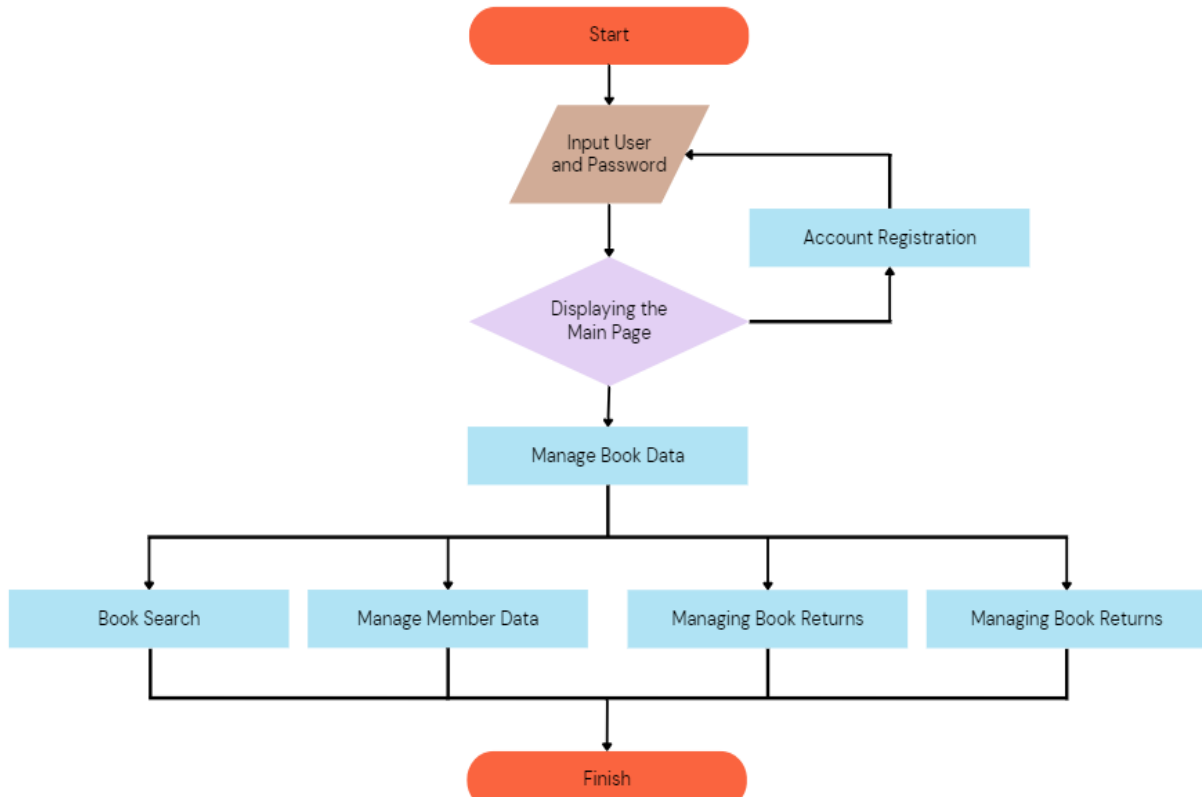 Start
Input User
and Password
Account Registration
Displaying the
Main Page
Manage Book Data
Book Search
Manage Member Data
Managing Book Returns
Managing Book Returns
Finish